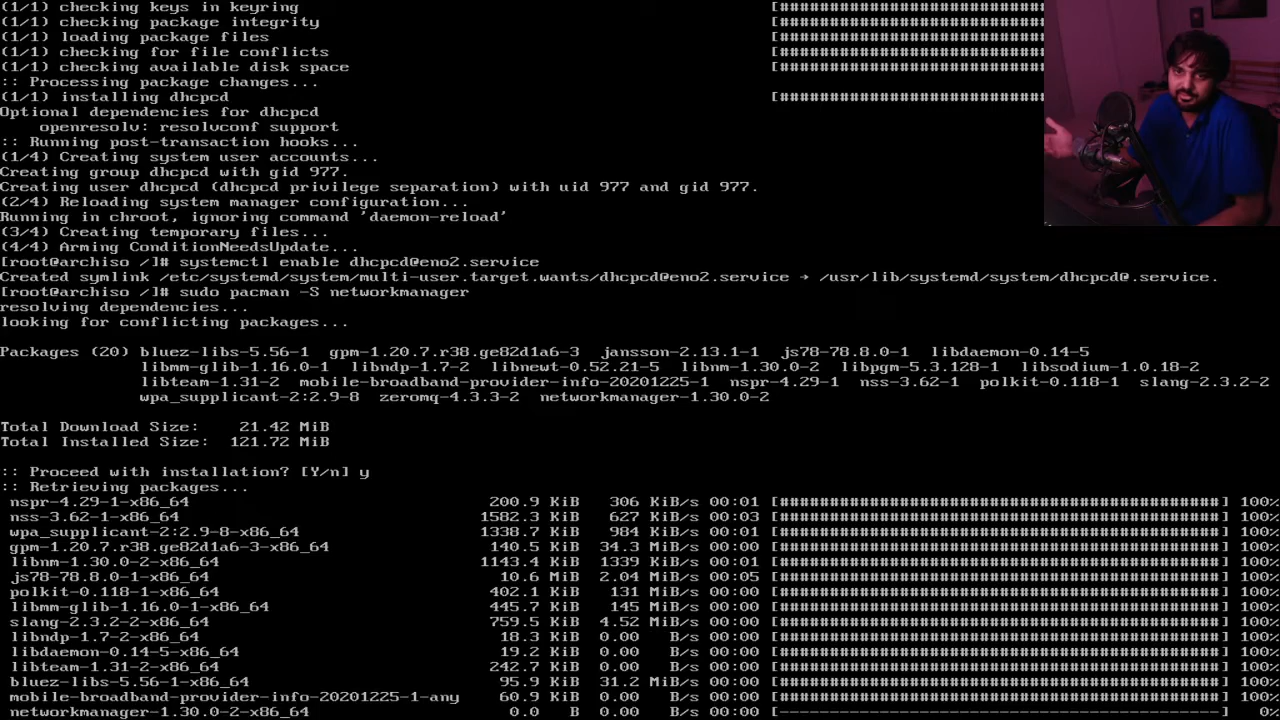 (1/1) checking keys in keyring [######################
(1/1) checking package integrity [######################
(1/1) loading package files [######################
(1/1) checking for file conflicts [######################
(1/1) checking available disk space [######################
:: Processing package changes...
(1/1) installing dhcpcd [######################
Optional dependencies for dhcpcd
    openresolv: resolvconf support
:: Running post-transaction hooks...
(1/4) Creating system user accounts...
Creating group dhcpcd with gid 977.
Creating user dhcpcd (dhcpcd privilege separation) with uid 977 and gid 977.
(2/4) Reloading system manager configuration...
Running in chroot, ignoring command 'daemon-reload'
(3/4) Creating temporary files...
(4/4) Arming ConditionNeedsUpdate...
[root@archiso /]# systemctl enable dhcpcd@eno2.service
Created symlink /etc/systemd/system/multi-user.target.wants/dhcpcd@eno2.service → /usr/lib/systemd/system/dhcpcd@.service.
[root@archiso /]# sudo pacman -S networkmanager
resolving dependencies...
looking for conflicting packages...
Packages (20) bluez-libs-5.56-1 gpm-1.20.7.r38.ge82d1a6-3 jansson-2.13.1-1 js78-78.8.0-1 libdaemon-0.14-5
libmm-glib-1.16.0-1 libndp-1.7-2 libnewt-0.52.21-5 libnm-1.30.0-2 libpgm-5.3.128-1 libsodium-1.0.18-2
libteam-1.31-2 mobile-broadband-provider-info-20201225-1 nspr-4.29-1 nss-3.62-1 polkit-0.118-1 slang-2.3.2-2
wpa_supplicant-2:2.9-8 zeromq-4.3.3-2 networkmanager-1.30.0-2
Total Download Size: 21.42 MiB
Total Installed Size: 121.72 MiB
:: Proceed with installation? [Y/n] y
:: Retrieving packages...
nspr-4.29-1-x86_64 200.9 KiB 306 KiB/s 00:01 [#############################################] 100%
nss-3.62-1-x86_64 1582.3 KiB 627 KiB/s 00:03 [#############################################] 100%
wpa_supplicant-2:2.9-8-x86_64 1338.7 KiB 984 KiB/s 00:01 [#############################################] 100%
gpm-1.20.7.r38.ge82d1a6-3-x86_64 140.5 KiB 34.3 MiB/s 00:00 [#############################################] 100%
libnm-1.30.0-2-x86_64 1143.4 KiB 1339 KiB/s 00:01 [#############################################] 100%
js78-78.8.0-1-x86_64 10.6 MiB 2.04 MiB/s 00:05 [#############################################] 100%
polkit-0.118-1-x86_64 402.1 KiB 131 MiB/s 00:00 [#############################################] 100%
libmm-glib-1.16.0-1-x86_64 445.7 KiB 145 MiB/s 00:00 [#############################################] 100%
slang-2.3.2-2-x86_64 759.5 KiB 4.52 MiB/s 00:00 [#############################################] 100%
libndp-1.7-2-x86_64 18.3 KiB 0.00 B/s 00:00 [#############################################] 100%
libdaemon-0.14-5-x86_64 19.2 KiB 0.00 B/s 00:00 [#############################################] 100%
libteam-1.31-2-x86_64 242.7 KiB 0.00 B/s 00:00 [#############################################] 100%
bluez-libs-5.56-1-x86_64 95.9 KiB 31.2 MiB/s 00:00 [#############################################] 100%
mobile-broadband-provider-info-20201225-1-any 60.9 KiB 0.00 B/s 00:00 [#############################################] 100%
networkmanager-1.30.0-2-x86_64 0.0 B 0.00 B/s 00:00 [---------------------------------------------] 0%